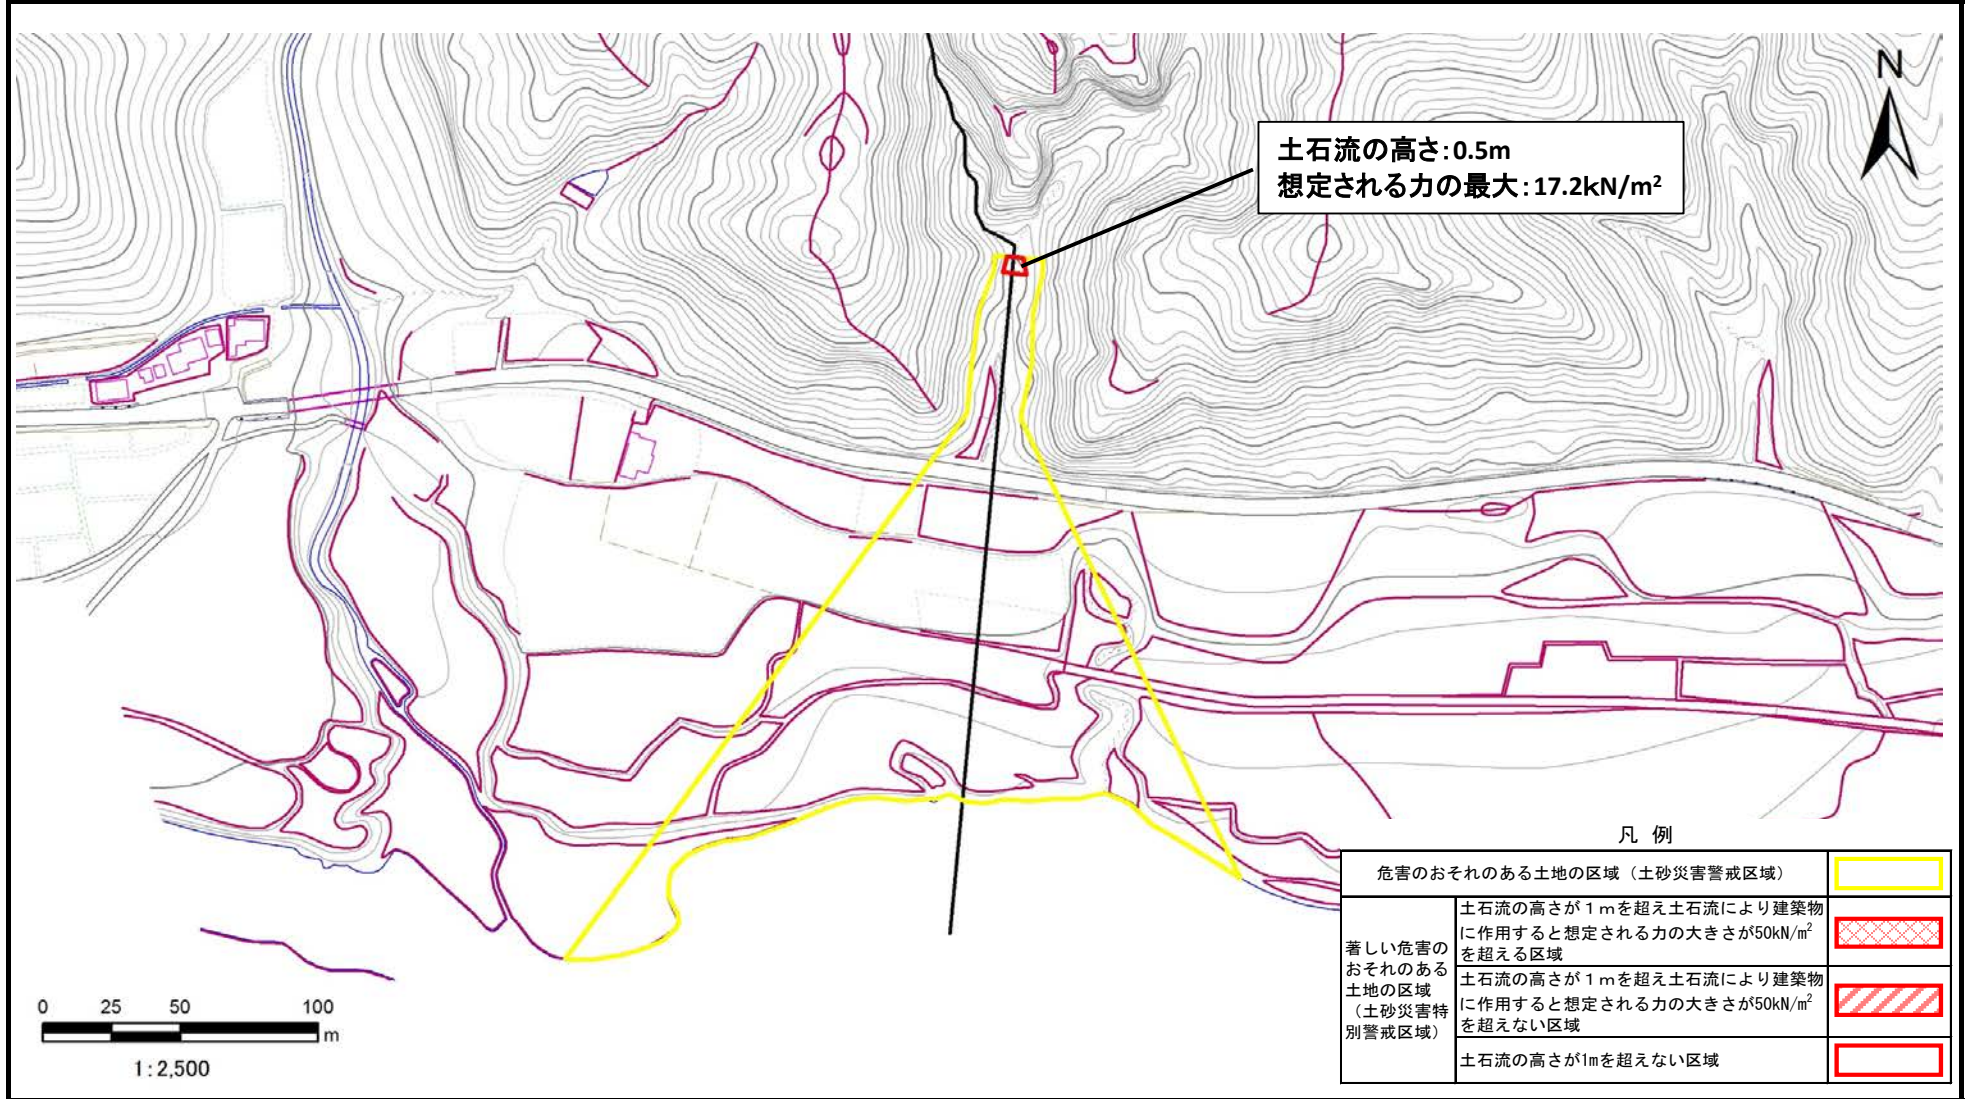 N
土石流の高さ:0.5m
想定される力の最大:17.2kN/m²
凡 例
危害のおそれのある土地の区域（土砂災害警戒区域）
著しい危害の
おそれのある
土地の区域
（土砂災害特
別警戒区域）
土石流の高さが１ｍを超え土石流により建築物
に作用すると想定される力の大きさが50kN/m²
を超える区域
土石流の高さが１ｍを超え土石流により建築物
に作用すると想定される力の大きさが50kN/m²
を超えない区域
土石流の高さが1mを超えない区域
0 25 50 100
m
1:2,500